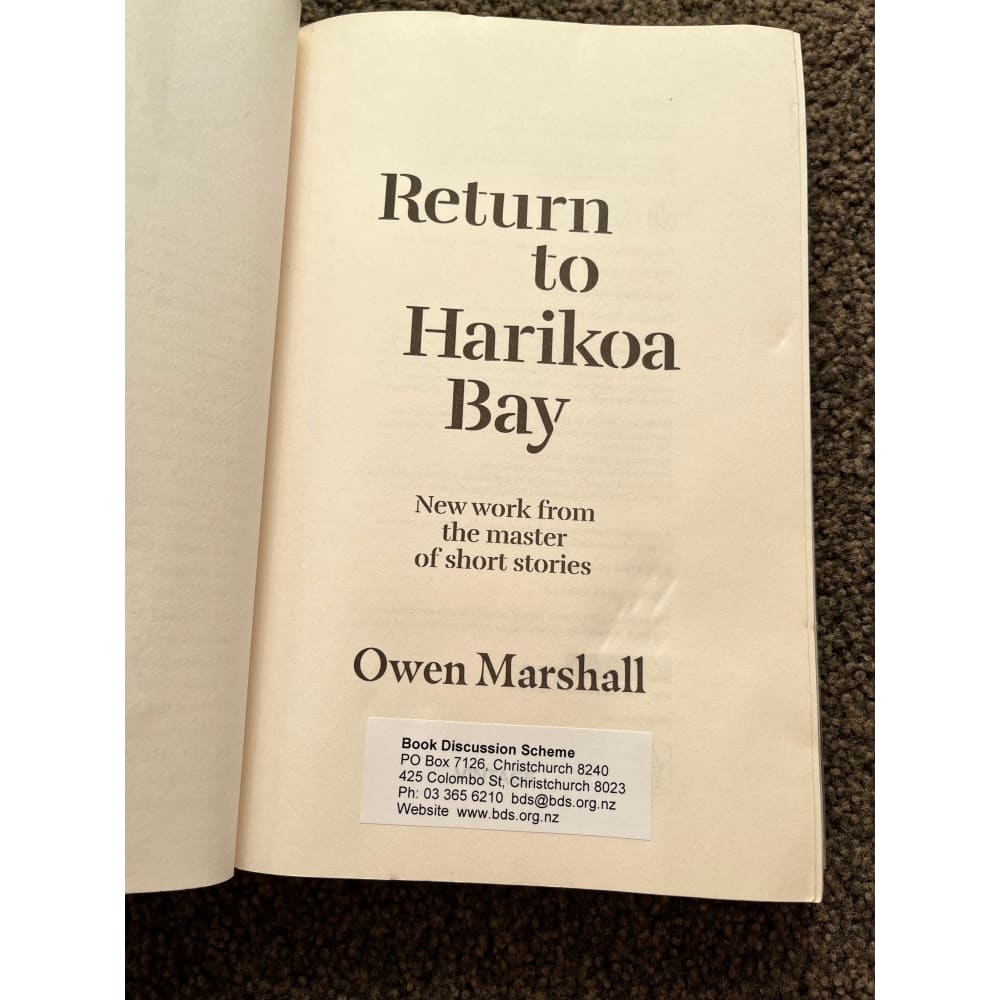 Return
to
Harikoa
Bay
New work from
the master
of short stories
Owen Marshall
Book Discussion Scheme
PO Box 7126, Christchurch 8240
425 Colombo St, Christchurch 8023
Ph: 03 365 6210 bds@bds.org.nz
Website www.bds.org.nz